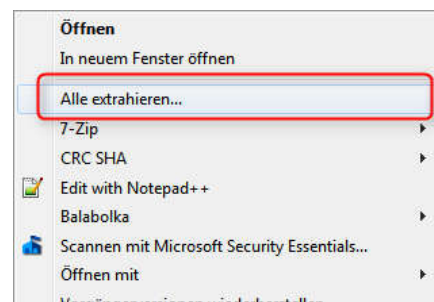 Öffnen
In neuem Fenster öffnen
Alle extrahieren...
7-Zip
CRC SHA
Edit with Notepad++
Balabolka
Scannen mit Microsoft Security Essentials...
Öffnen mit